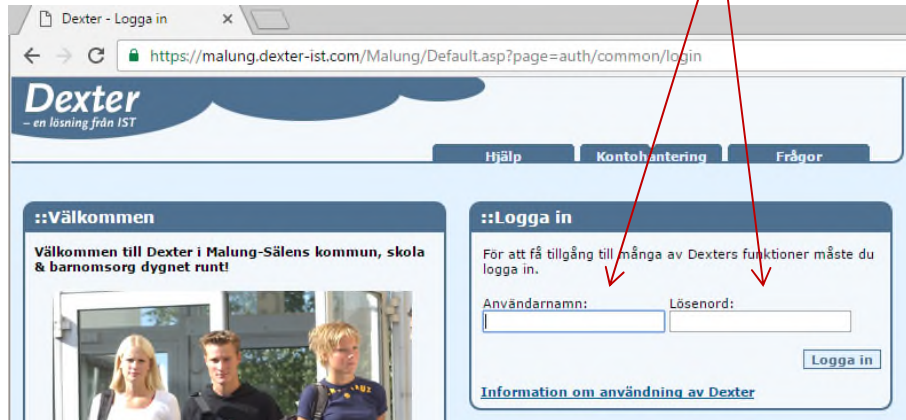 Dexter - Logga in
https://malung.dexter-ist.com/Malung/Default.asp?page=auth/common/login
Dexter
– en lösning från IST
Hjälp Kontohantering Frågor
::Välkommen
Välkommen till Dexter i Malung-Sälens kommun, skola
& barnomsorg dygnet runt!
::Logga in
För att få tillgång till många av Dexters funktioner måste du
logga in.
Användarnamn: Lösenord:
Logga in
Information om användning av Dexter